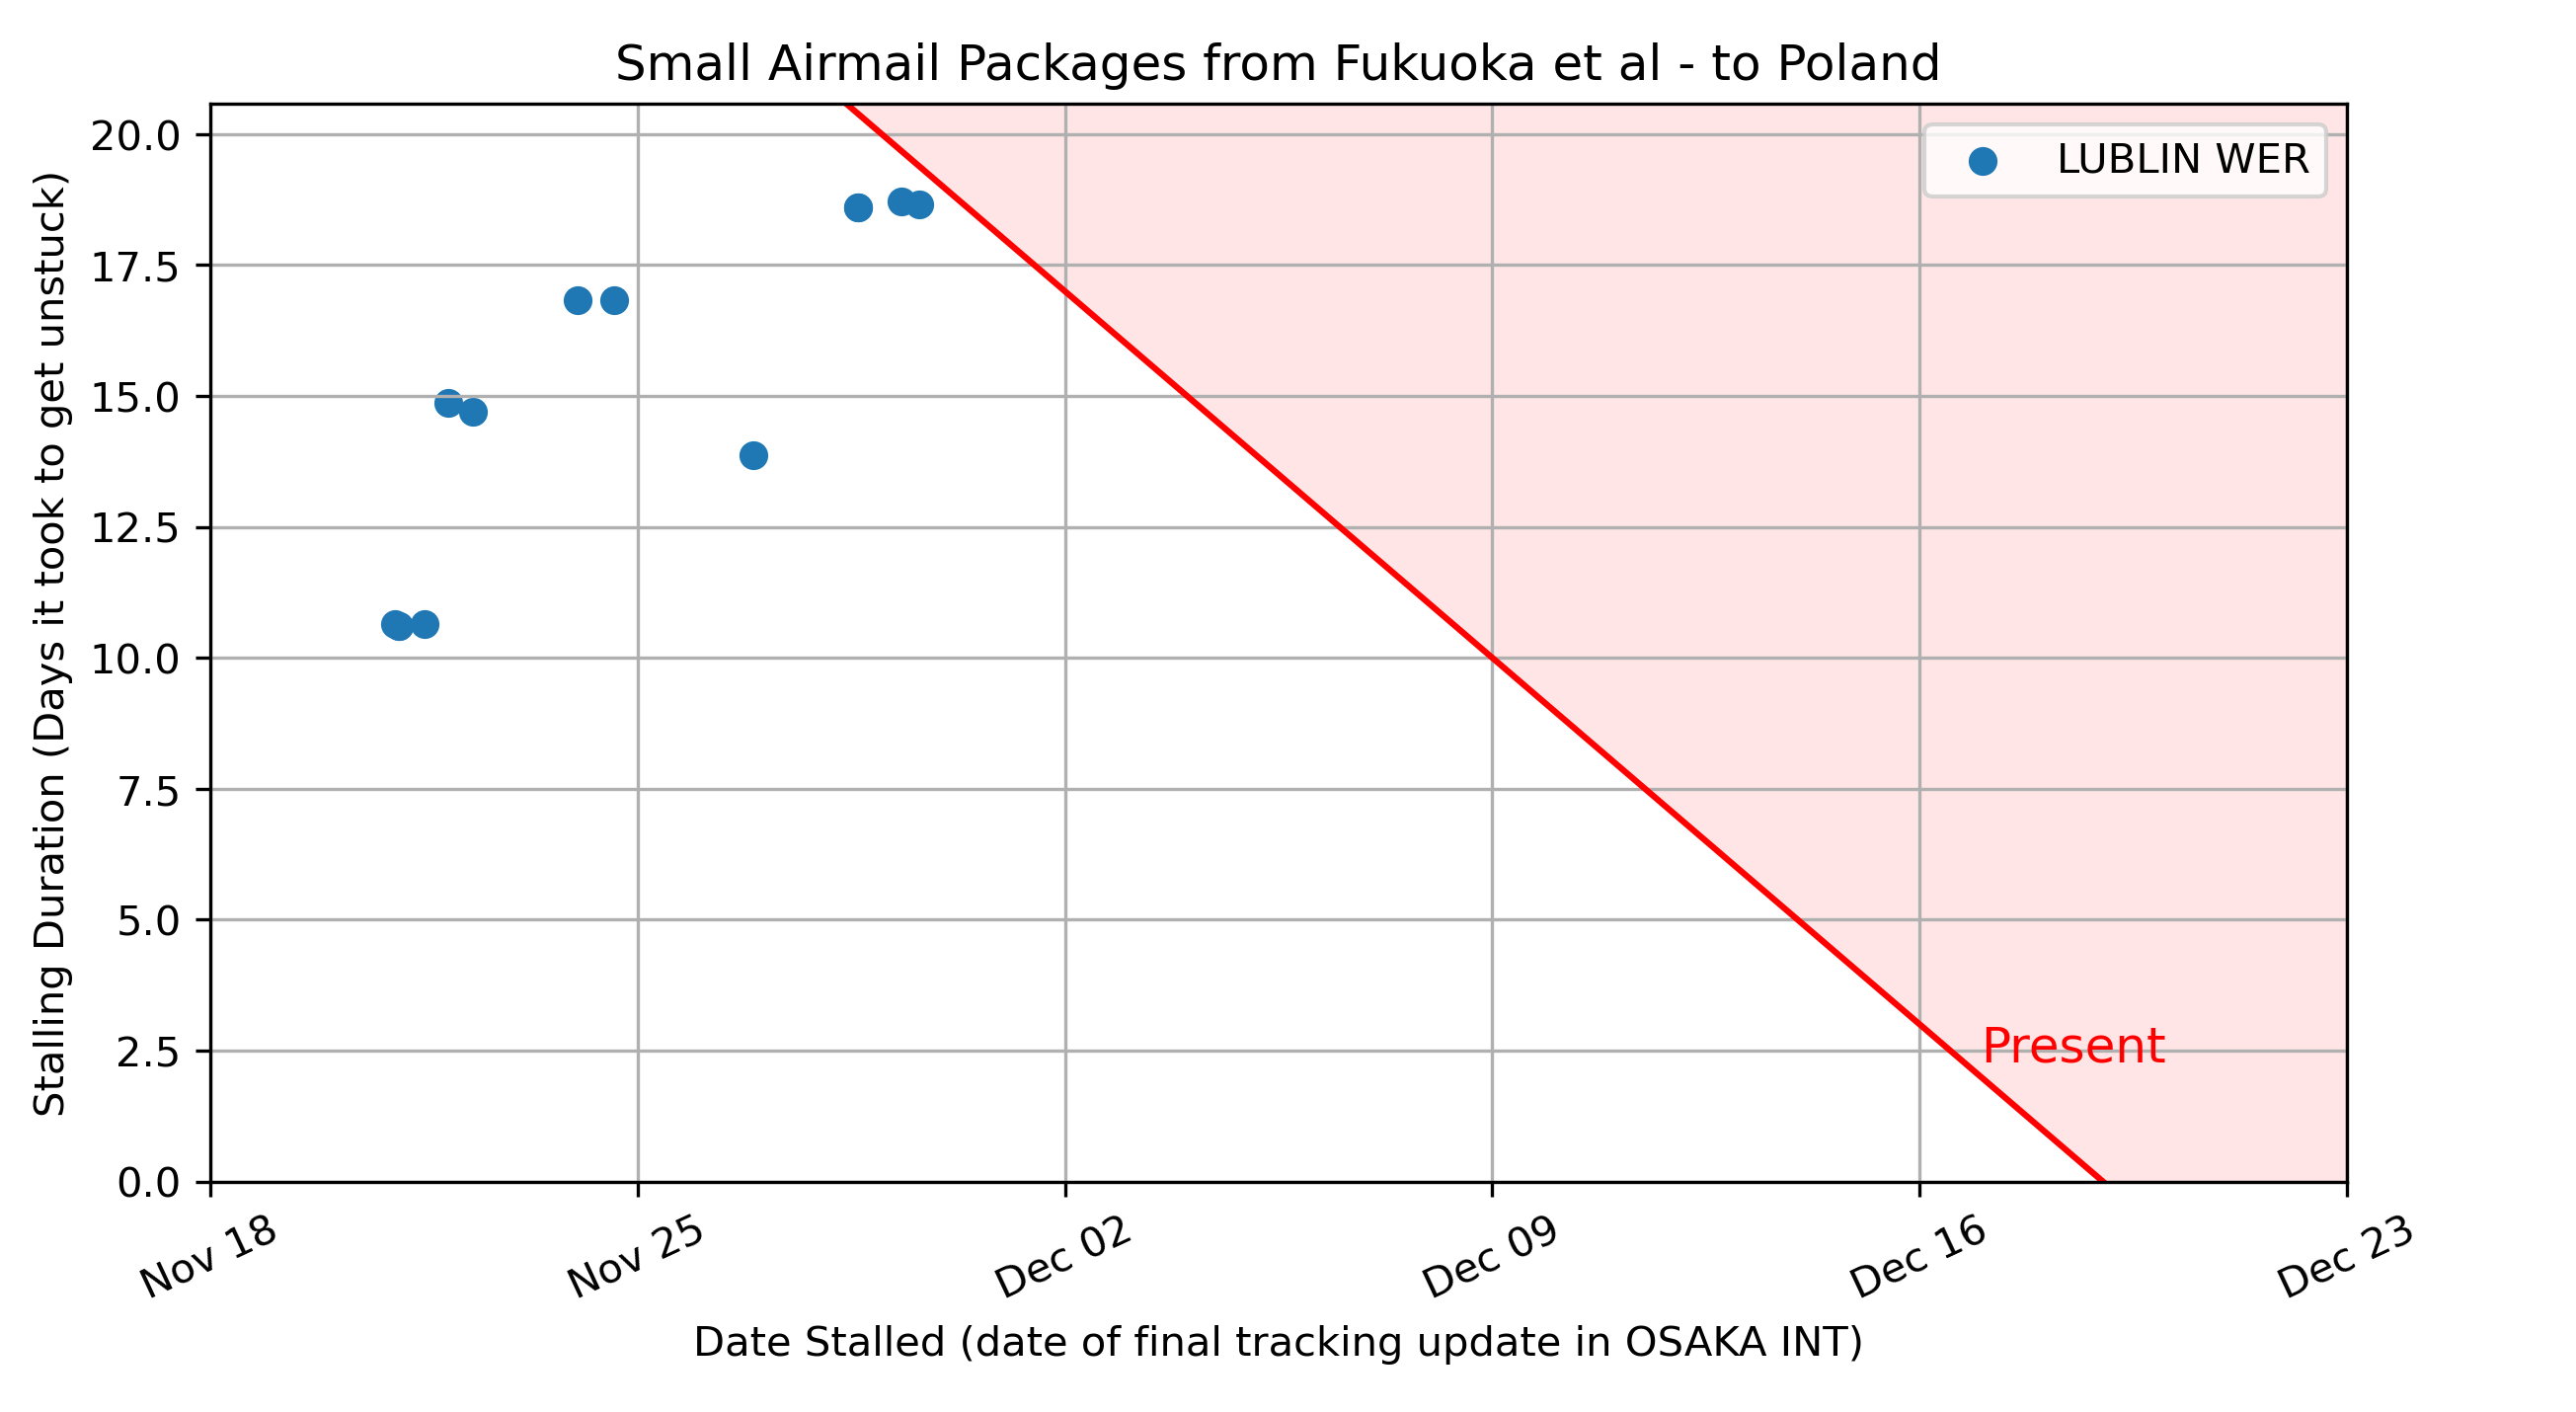 Small Airmail Packages from Fukuoka et al - to Poland
LUBLIN WER
Stalling Duration (Days it took to get unstuck)
20.0
17.5
15.0
12.5
10.0
7.5
5.0
2.5
0.0
Present
Nov 18
Nov 25
Dec 02
Dec 09
Dec 16
Dec 23
Date Stalled (date of final tracking update in OSAKA INT)